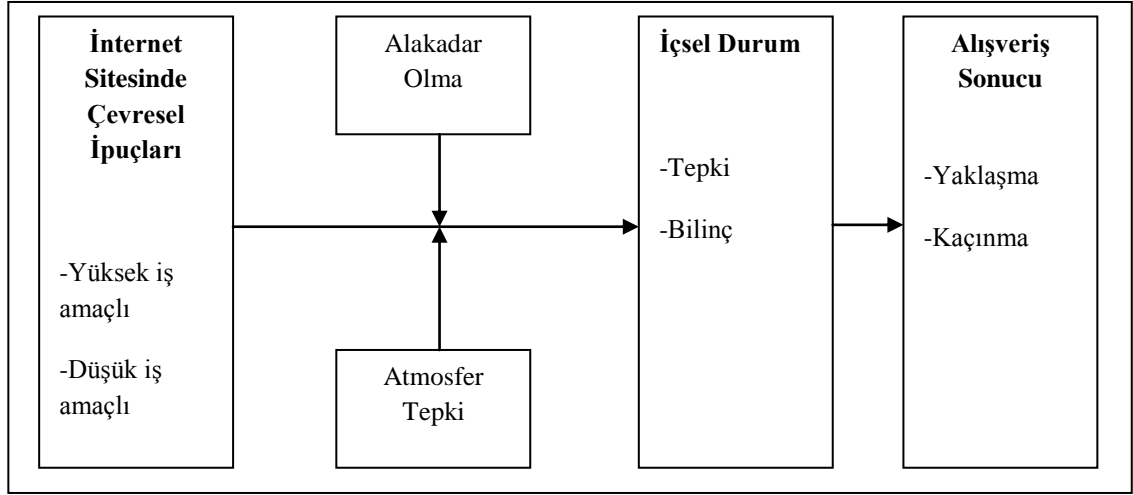 İnternet
Sitesinde
Çevresel
İpuçları
-Yüksek iş
amaçlı
-Düşük iş
amaçlı
Alakadar
Olma
Atmosfer
Tepki
İçsel Durum
-Tepki
-Bilinç
Alışveriş
Sonucu
-Yaklaşma
-Kaçınma